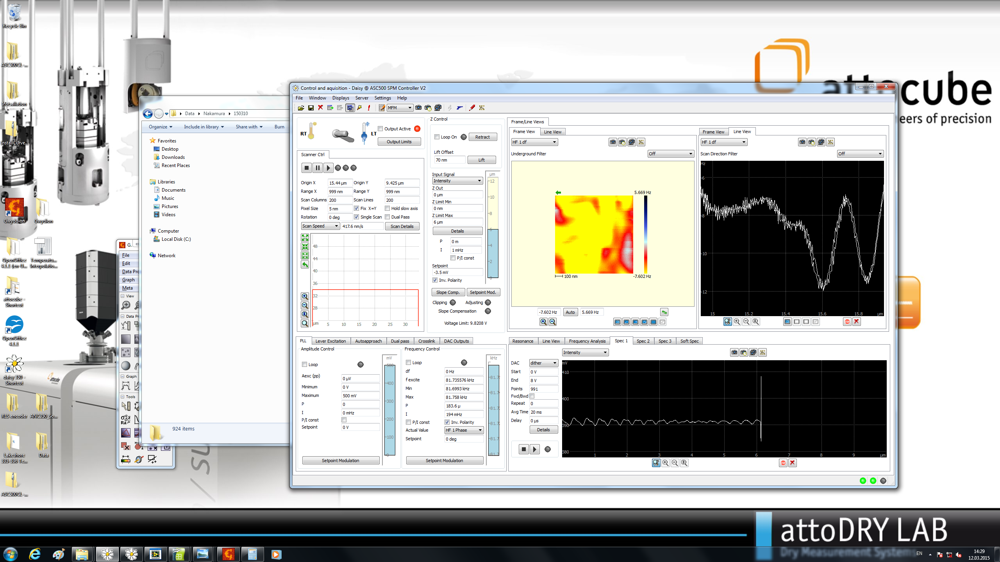 Recycle Bin
ASC500CL-...
Instsallation
InstallCurve...
Gwyddion
Gwydion
OpenOffice
4.1.1 (en-U...
Temperatu...
Interpolatio...
attocube -
Shortcut
OpenOffice
4.1.1
daisy 350 -
Shortcut
RES encoder
ANC350_So...
Lakeshore
335-336 Te...
Data
ASC500CL-...
attocube
eers of precision
Data
Nakamura
150310
Organize
Include in library
Share with
Burn
Favorites
Desktop
Downloads
Recent Places
Libraries
Documents
Music
Pictures
Videos
Computer
Local Disk (C:)
Network
924 items
G.
File
Edit
Data Pro
Graph
Meta
View
Data Pr
Graph
Tools
Control and aquisition - Daisy @ ASC500 SPM Controller V2
File Window Displays Server Settings Help
MFM
RT
LT
Output Active
Output Limits
Scanner Ctrl
Origin X 15.44 µm Origin Y 9.425 µm
Range X 999 nm Range Y 999 nm
Scan Columns 200 Scan Lines 200
Pixel Size 5 nm Fix X=Y Hold slow axis
Rotation 0 deg Single Scan Dual Pass
Scan Speed 417.6 nm/s Scan Details
48
44
40
36
32
28
µm 5 10 15 20 25 30
Z Control
Loop On Retract
Lift Offset
70 nm Lift
Input Signal
Intensity
Z Out
0 µm
Z Limit Min
0 nm
Z Limit Max
6 µm
Details
P 0 m
I 1 mHz
P/I const
Setpoint
-3.5 mV
Inv. Polarity
µm
12
10
8
6
4
2
0
Slope Comp. Setpoint Mod.
Clipping Adjusting
Slope Compensation
Voltage Limit: 9.8208 V
Frame/Line Views
Frame View Line View
HF 1 df
Underground Filter Off
5.669 Hz
-7.602 Hz
100 nm
-7.602 Hz Auto 5.669 Hz
Frame View Line View
HF 1 df
Scan Direction Filter Off
Hz
-6
-8
-10
-12
15 15.2 15.4 15.6 15.8 µm
PLL Lever Excitation Autoapproach Dual pass Crosslink DAC Outputs
Amplitude Control
Loop
Aexc (pp) 0 µV
Minimum 0 V
Maximum 500 mV
P 0
I 0 mHz
P/I const
Setpoint 0 V
Setpoint Modulation
mV
500
400
300
200
100
0
Frequency Control
Loop
df 0 Hz
f excite 81.735576 kHz
Min 81.6993 kHz
Max 81.758 kHz
P 183.6 µ
I 194 mHz
P/I const Inv. Polarity
Actual Value HF 1 Phase
Setpoint 0 deg
Setpoint Modulation
kHz
81.7
81.7
81.7
81.7
81.7
81.7
Resonance Line View Frequency Analysis Spec 1 Spec 2 Spec 3 Soft Spec
Intensity
DAC dither
Start 0 V
End 8 V
Points 991
Fwd/Bwd
Repeat 0
Avg Time 20 ms
Delay 0 µs
Details
mV
410
400
390
380
1 2 3 4 5 6 7 8 9 µm
attoDRY LAB
Dry Measurement Systems
EN
14:29
12.03.2015